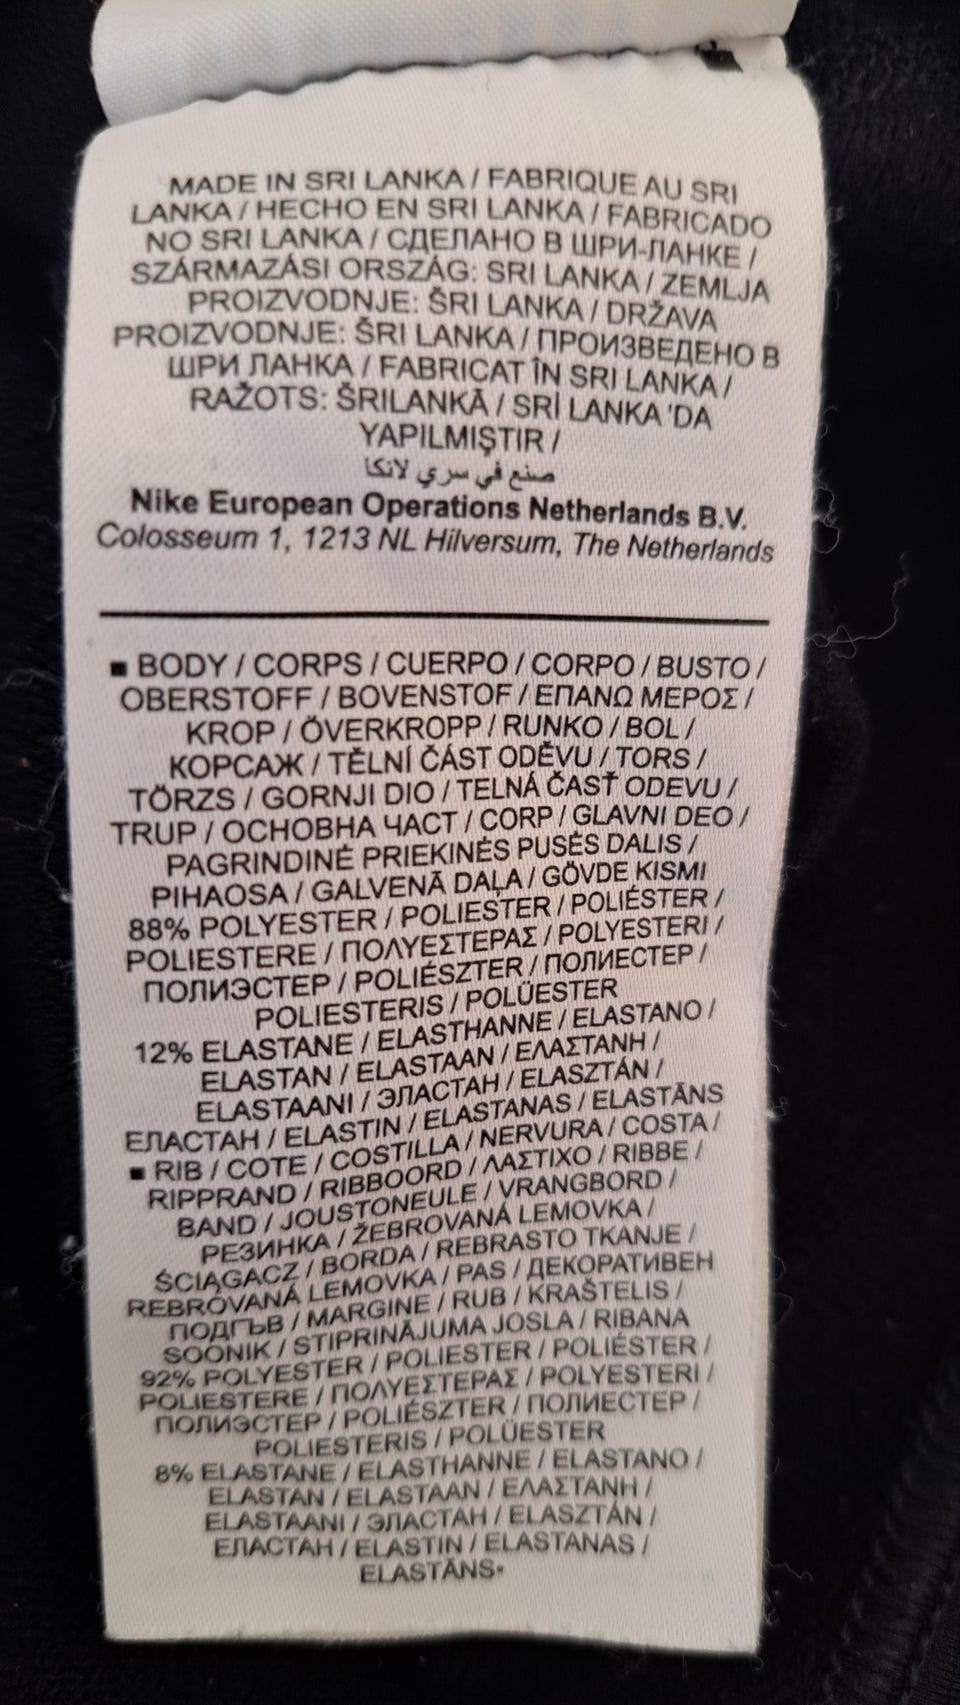 MADE IN SRI LANKA / FABRIQUE AU SRI
LANKA / HECHO EN SRI LANKA / FABRICADO
NO SRI LANKA / СДЕЛАНО В ШРИ-ЛАНКЕ /
SZÁRMAZÁSI ORSZÁG: SRI LANKA / ZEMLJA
PROIZVODNJE: ŠRI LANKA / DRŽAVA
PROIZVODNJE: ŠRI LANKA / ПРОИЗВЕДЕНО В
ШРИ ЛАНКА / FABRICAT ÎN SRI LANKA /
RAŽOTS: ŠRILANKĀ / SRİ LANKA 'DA
YAPILMIŞTIR /
صنع في سري لانكا
Nike European Operations Netherlands B.V.
Colosseum 1, 1213 NL Hilversum, The Netherlands
■ BODY / CORPS / CUERPO / CORPO / BUSTO /
OBERSTOFF / BOVENSTOF / ΕΠΑΝΩ ΜΕΡΟΣ /
KROP / ÖVERKROPP / RUNKO / BOL /
КОРСАЖ / TĚLNÍ ČÁST ODĚVU / TORS /
TÖRZS / GORNJI DIO / TELNÁ ČASŤ ODEVU /
TRUP / ОСНОВНА ЧАСТ / CORP / GLAVNI DEO /
PAGRINDINĖ PRIEKINĖS PUSĖS DALIS /
PIHAOSA / GALVENĀ DAĻA / GÖVDE KISMI
88% POLYESTER / POLIESTER / POLIÉSTER /
POLIESTERE / ΠΟΛΥΕΣΤΕΡΑΣ / POLYESTERI /
ПОЛИЭСТЕР / POLIÉSZTER / ПОЛИЕСТЕР /
POLIESTERIS / POLÜESTER
12% ELASTANE / ELASTHANNE / ELASTANO /
ELASTAN / ELASTAAN / ΕΛΑΣΤΑΝΗ /
ELASTAANI / ЭЛАСТАН / ELASZTÁN /
ЕЛАСТАН / ELASTIN / ELASTANAS / ELASTĀNS
■ RIB / COTE / COSTILLA / NERVURA / COSTA /
RIPPRAND / RIBBOORD / ΛΑΣΤΙΧΟ / RIBBE /
BAND / JOUSTONEULE / VRANGBORD /
РЕЗИНКА / ŽEBROVANÁ LEMOVKA /
ŚCIĄGACZ / BORDA / REBRASTO TKANJE /
REBROVANÁ LEMOVKA / PAS / ДЕКОРАТИВЕН
ПОДГЪВ / MARGINE / RUB / KRAŠTELIS /
SOONIK / STIPRINĀJUMA JOSLA / RIBANA
92% POLYESTER / POLIESTER / POLIÉSTER /
POLIESTERE / ΠΟΛΥΕΣΤΕΡΑΣ / POLYESTERI /
ПОЛИЭСТЕР / POLIÉSZTER / ПОЛИЕСТЕР /
POLIESTERIS / POLÜESTER
8% ELASTANE / ELASTHANNE / ELASTANO /
ELASTAN / ELASTAAN / ΕΛΑΣΤΑΝΗ /
ELASTAANI / ЭЛАСТАН / ELASZTÁN /
ЕЛАСТАН / ELASTIN / ELASTANAS /
ELASTĀNS▪